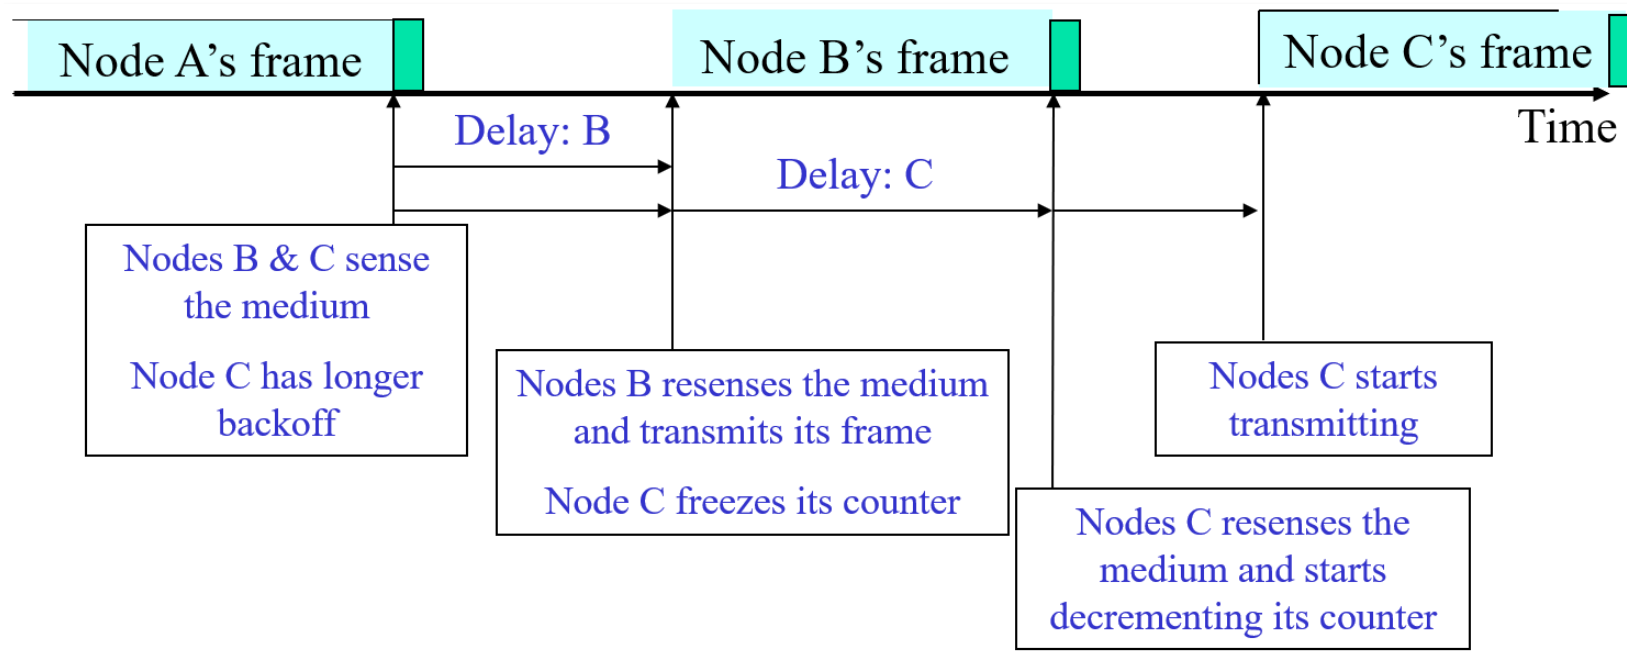 Node A’s frame
Node B’s frame
Node C’s frame
Time
Delay: B
Delay: C
Nodes B & C sense
the medium
Node C has longer
backoff
Nodes B resenses the medium
and transmits its frame
Node C freezes its counter
Nodes C starts
transmitting
Nodes C resenses the
medium and starts
decrementing its counter